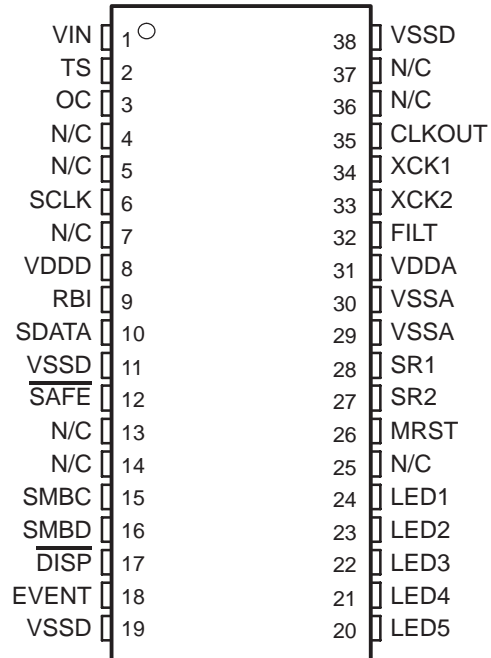 VIN 1 38 VSSD
TS 2 37 N/C
OC 3 36 N/C
N/C 4 35 CLKOUT
N/C 5 34 XCK1
SCLK 6 33 XCK2
N/C 7 32 FILT
VDDD 8 31 VDDA
RBI 9 30 VSSA
SDATA 10 29 VSSA
VSSD 11 28 SR1
SAFE 12 27 SR2
N/C 13 26 MRST
N/C 14 25 N/C
SMBC 15 24 LED1
SMBD 16 23 LED2
DISP 17 22 LED3
EVENT 18 21 LED4
VSSD 19 20 LED5